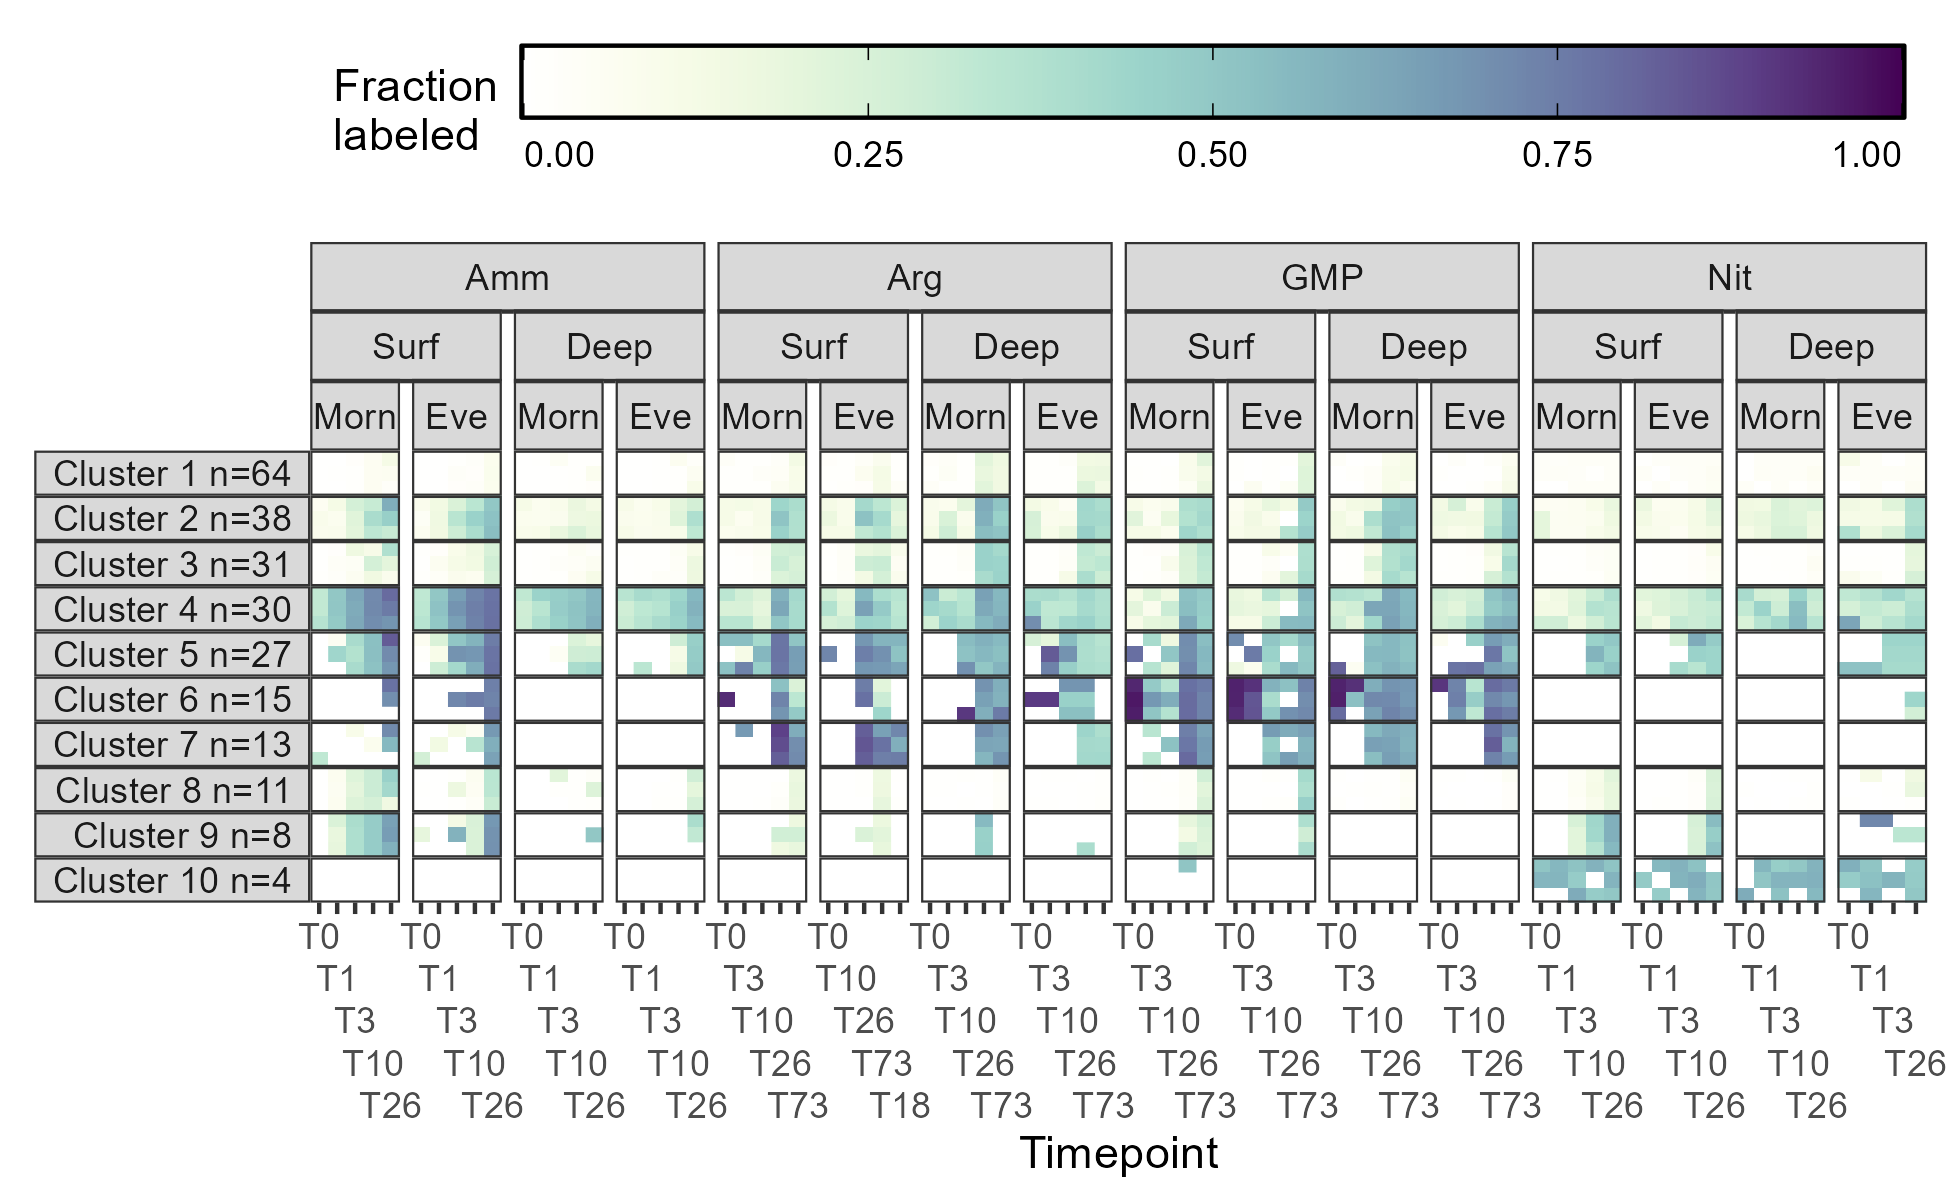 Fraction
labeled
0.00 0.25 0.50 0.75 1.00
Amm Arg GMP Nit
Surf Deep Surf Deep Surf Deep Surf Deep
Morn Eve Morn Eve Morn Eve Morn Eve Morn Eve Morn Eve Morn Eve Morn Eve
Cluster 1 n=64
Cluster 2 n=38
Cluster 3 n=31
Cluster 4 n=30
Cluster 5 n=27
Cluster 6 n=15
Cluster 7 n=13
Cluster 8 n=11
Cluster 9 n=8
Cluster 10 n=4
T0 T0 T0 T0 T0 T0 T0 T0 T0 T0 T0 T0 T0 T0 T0 T0
T1 T1 T1 T1 T3 T10 T3 T3 T3 T3 T3 T3 T1 T1 T1 T1
T3 T3 T3 T3 T10 T26 T10 T10 T10 T10 T10 T10 T3 T3 T3 T3
T10 T10 T10 T10 T26 T73 T26 T26 T26 T26 T26 T26 T10 T10 T10 T26
T26 T26 T26 T26 T73 T18 T73 T73 T73 T73 T73 T73 T26 T26 T26
Timepoint